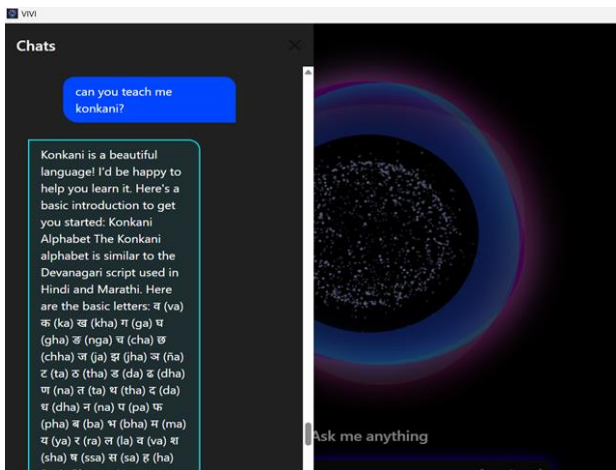 VIVI
Chats
can you teach me
konkani?
Konkani is a beautiful
language! I'd be happy to
help you learn it. Here's a
basic introduction to get
you started: Konkani
Alphabet The Konkani
alphabet is similar to the
Devanagari script used in
Hindi and Marathi. Here
are the basic letters: व (va)
क (ka) ख (kha) ग (ga) घ
(gha) ङ (nga) च (cha) छ
(chha) ज (ja) झ (jha) ञ (ña)
ट (ta) ठ (tha) ड (da) ढ (dha)
ण (na) त (ta) थ (tha) द (da)
ध (dha) न (na) प (pa) फ
(pha) ब (ba) भ (bha) म (ma)
य (ya) र (ra) ल (la) व (va) श
(sha) ष (ssa) स (sa) ह (ha)
Ask me anything